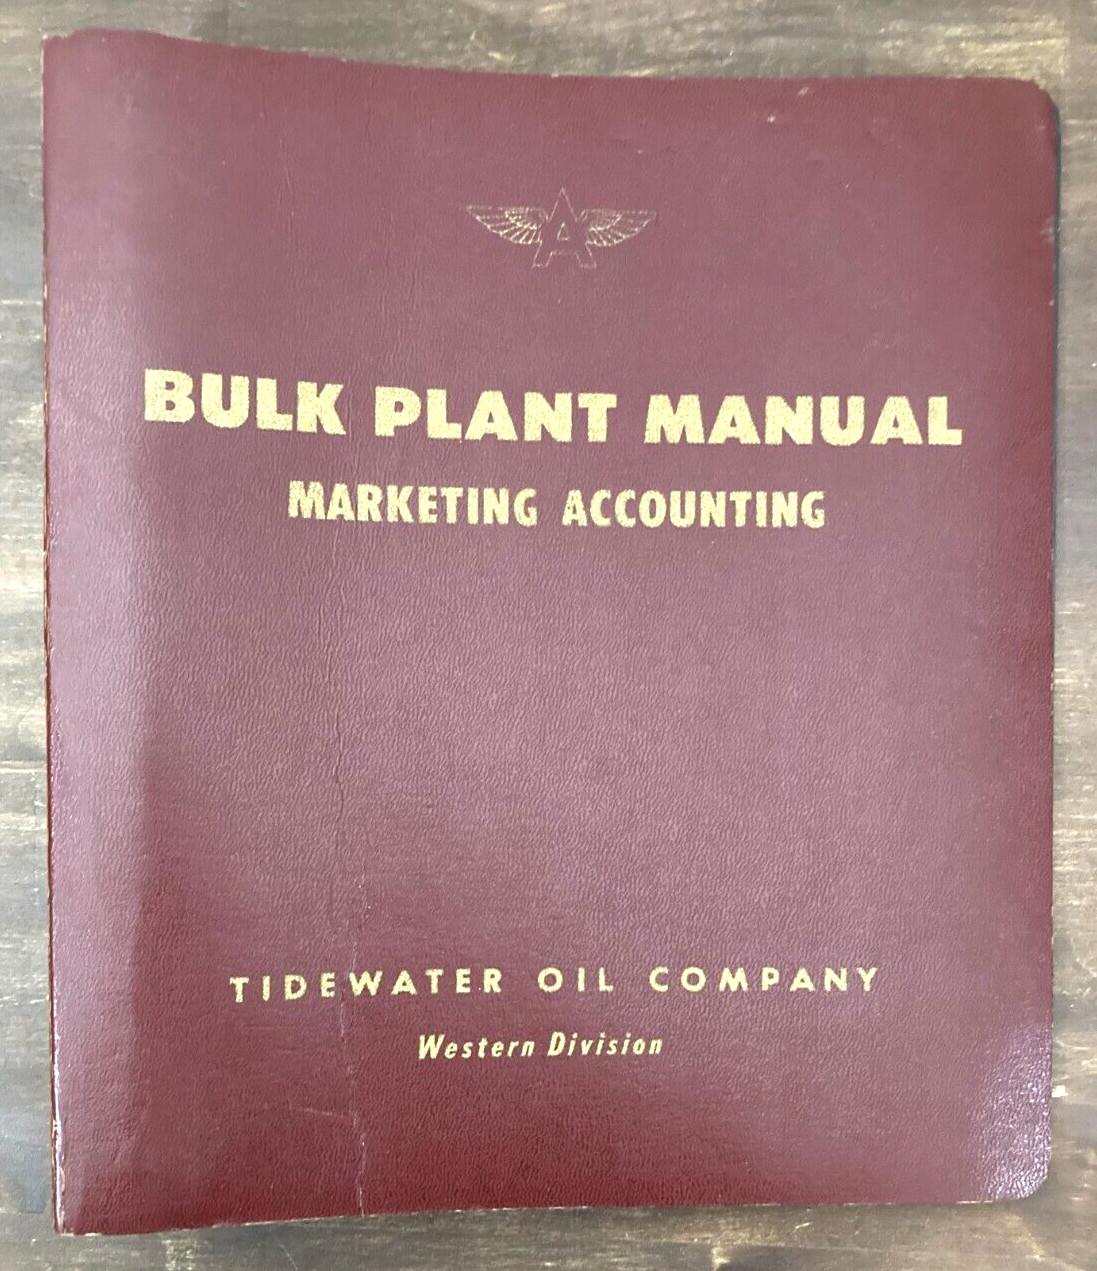 A
BULK PLANT MANUAL
MARKETING ACCOUNTING
TIDEWATER OIL COMPANY
Western Division